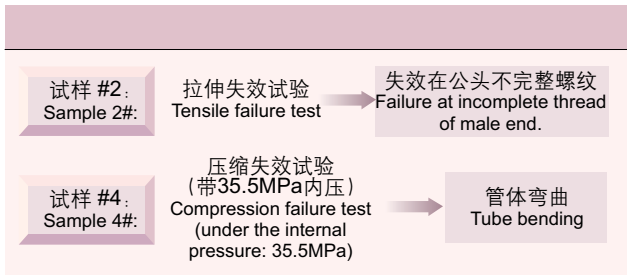 试样 #2:
Sample 2#:
拉伸失效试验
Tensile failure test
失效在公头不完整螺纹
Failure at incomplete thread
of male end.
试样 #4:
Sample 4#:
压缩失效试验
(带35.5MPa内压)
Compression failure test
(under the internal
pressure: 35.5MPa)
管体弯曲
Tube bending